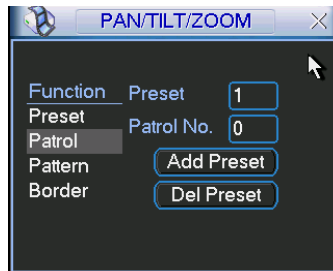 PAN/TILT/ZOOM
Function
Preset
Patrol
Pattern
Border
Preset 1
Patrol No. 0
Add Preset
Del Preset